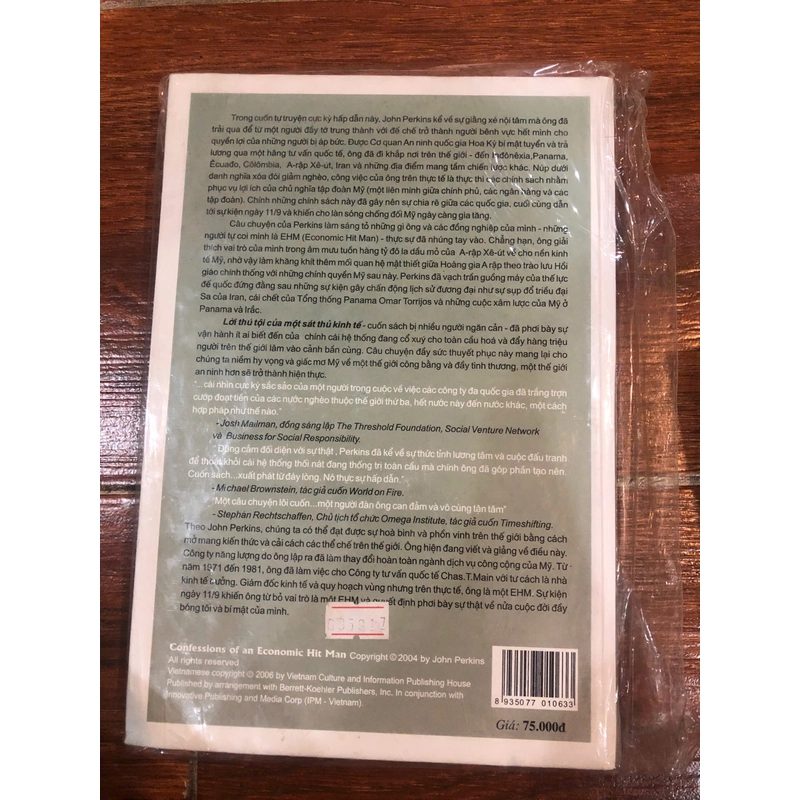 Trong cuốn tự truyện cực kỳ hấp dẫn này, John Perkins kể về sự giằng xé nội tâm mà ông đã
trải qua để từ một người đầy tớ trung thành với đế chế trở thành người bênh vực hết mình cho
quyền lợi của những người bị áp bức. Được Cơ quan An ninh quốc gia Hoa Kỳ bí mật tuyển và trả
lương qua một hãng tư vấn quốc tế, ông đã đi khắp nơi trên thế giới - đến Inđônêxia,Panama,
Êcuađo, Côlômbia, A-rập Xê-út, Iran và những địa điểm mang tầm chiến lược khác. Núp dưới
danh nghĩa xóa đói giảm nghèo, công việc của ông trên thực tế là thực thi các chính sách nhằm
phục vụ lợi ích của chủ nghĩa tập đoàn Mỹ (một liên minh giữa chính phủ, các ngân hàng và các
tập đoàn). Chính những chính sách này đã gây nên sự chia rẽ giữa các quốc gia, cuối cùng dẫn
tới sự kiện ngày 11/9 và khiến cho làn sóng chống đối Mỹ ngày càng gia tăng.
Câu chuyện của Perkins làm sáng tỏ những gì ông và các đồng nghiệp của mình - những
người tự coi mình là EHM (Economic Hit Man) - thực sự đã nhúng tay vào. Chẳng hạn, ông giải
thích vai trò của mình trong âm mưu tuồn hàng tỷ đô la dầu mỏ của A-rập Xê-út về cho nền kinh
tế Mỹ, nhờ vậy làm khăng khít thêm mối quan hệ mật thiết giữa Hoàng gia A rập theo trào lưu Hồi
giáo chính thống với những chính quyền Mỹ sau này. Perkins đã vạch trần guồng máy của thế lực
đế quốc đứng đằng sau những sự kiện gây chấn động lịch sử đương đại như sự sụp đổ triều đại
Sa của Iran, cái chết của Tổng thống Panama Omar Torrijos và những cuộc xâm lược của Mỹ ở
Panama và Irắc.
Lời thú tội của một sát thủ kinh tế - cuốn sách bị nhiều người ngăn cản - đã phơi bày sự
vận hành ít ai biết đến của chính cái hệ thống đang cổ xuý cho toàn cầu hoá và đẩy hàng triệu
người trên thế giới lâm vào cảnh bần cùng. Câu chuyện đầy sức thuyết phục này mang lại cho
chúng ta niềm hy vọng và giấc mơ Mỹ về một thế giới công bằng và đầy tình thương, một thế giới
an ninh hơn sẽ trở thành hiện thực.
"... cái nhìn cực kỳ sắc sảo của một người trong cuộc về việc các công ty đa quốc gia đã trắng trợn
cướp đoạt tiền của các nước nghèo thuộc thế giới thứ ba, hết nước này đến nước khác, một cách
hợp pháp như thế nào."
- Josh Mailman, đồng sáng lập The Threshold Foundation, Social Venture Network
và Business for Social Responsibility.
"Dũng cảm đối diện với sự thật , Perkins đã kể về sự thức tỉnh lương tâm và cuộc đấu tranh
để thoát khỏi cái hệ thống thối nát đang thống trị toàn cầu mà chính ông đã góp phần tạo nên.
Cuốn sách...xuất phát từ đáy lòng. Nó thực sự hấp dẫn."
- Michael Brownstein, tác giả cuốn World on Fire.
"Một câu chuyện lôi cuốn... một người đàn ông can đảm và vô cùng tận tâm"
- Stephan Rechtschaffen, Chủ tịch tổ chức Omega Institute, tác giả cuốn Timeshifting.
Theo John Perkins, chúng ta có thể đạt được sự hoà bình và phồn vinh trên thế giới bằng cách
mở mang kiến thức và cải cách các thể chế trên thế giới. Ông hiện đang viết và giảng về điều này.
Công ty năng lượng do ông lập ra đã làm thay đổi hoàn toàn ngành dịch vụ công cộng của Mỹ. Từ
năm 1971 đến 1981, ông đã làm việc cho Công ty tư vấn quốc tế Chas.T.Main với tư cách là nhà
kinh tế trưởng. Giám đốc kinh tế và quy hoạch vùng nhưng trên thực tế, ông là một EHM. Sự kiện
ngày 11/9 khiến ông từ bỏ vai trò là một EHM và quyết định phơi bày sự thật về nửa cuộc đời đầy
bóng tối và bí mật của mình.
Confessions of an Economic Hit Man Copyright © 2004 by John Perkins
All rights reserved
Vietnamese copyright © 2006 by Vietnam Culture and Information Publishing House
Published by arrangement with Berrett-Koehler Publishers, Inc. In conjunction with
Innovative Publishing and Media Corp (IPM - Vietnam).
8 935077 010633
Giá: 75.000đ